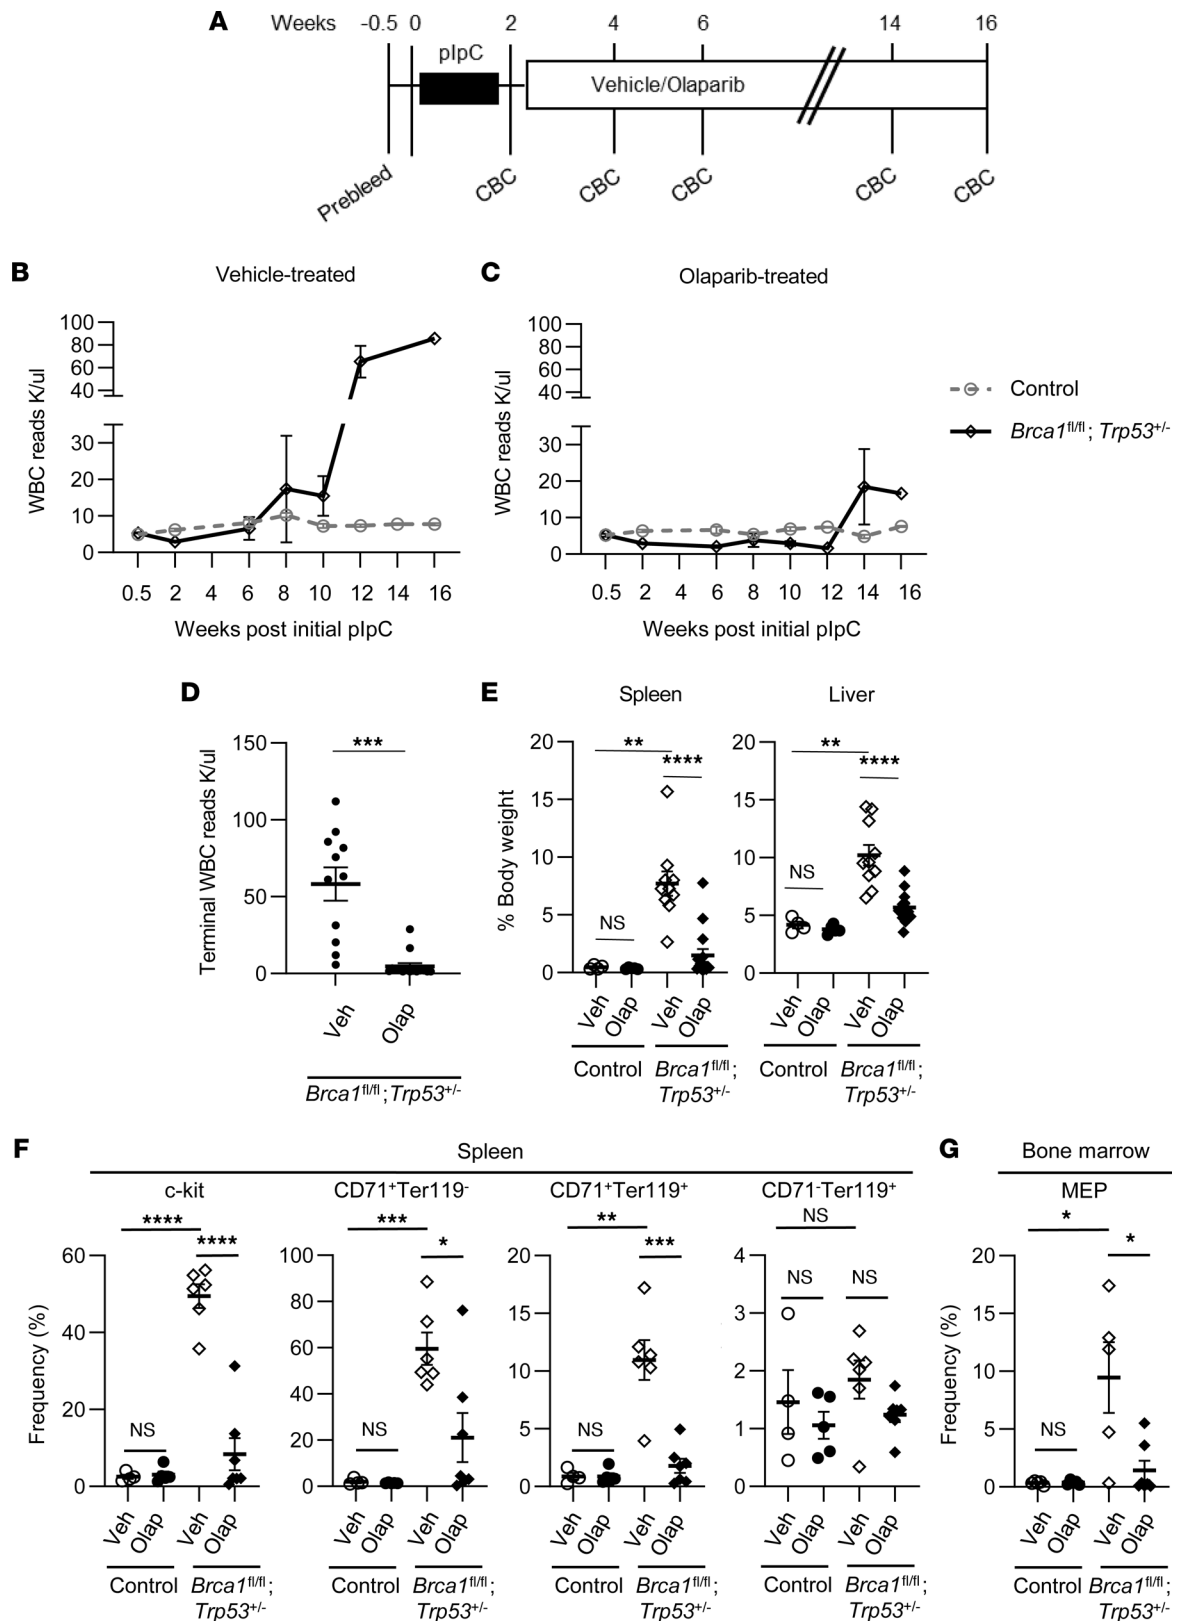 A
Weeks -0.5 0 2 4 6 14 16
pIpC
Vehicle/Olaparib
Prebleed CBC CBC CBC CBC CBC
B
Vehicle-treated
WBC reads K/ul
100
80
60
40
30
20
10
0
0.5 2 4 6 8 10 12 14 16
Weeks post initial pIpC
C
Olaparib-treated
WBC reads K/ul
100
80
60
40
30
20
10
0
0.5 2 4 6 8 10 12 14 16
Weeks post initial pIpC
Control
Brca1fl/fl; Trp53+/-
D
Terminal WBC reads K/ul
150
100
50
0
***
Veh Olap
Brca1fl/fl;Trp53+/-
E
% Body weight
Spleen
20
15
10
5
0
**
****
NS
Veh Olap Veh Olap
Control Brca1fl/fl;
Trp53+/-
Liver
20
15
10
5
0
**
****
NS
Veh Olap Veh Olap
Control Brca1fl/fl;
Trp53+/-
F
Spleen
Frequency (%)
c-kit
****
****
60
40
20
0
NS
Veh Olap Veh Olap
Control Brca1fl/fl;
Trp53+/-
CD71+Ter119-
***
*
100
80
60
40
20
0
NS
Veh Olap Veh Olap
Control Brca1fl/fl;
Trp53+/-
CD71+Ter119+
**
***
20
15
10
5
0
NS
Veh Olap Veh Olap
Control Brca1fl/fl;
Trp53+/-
CD71-Ter119+
NS
NS NS
4
3
2
1
0
Veh Olap Veh Olap
Control Brca1fl/fl;
Trp53+/-
G
Bone marrow
MEP
*
*
Frequency (%)
20
15
10
5
0
NS
Veh Olap Veh Olap
Control Brca1fl/fl;
Trp53+/-